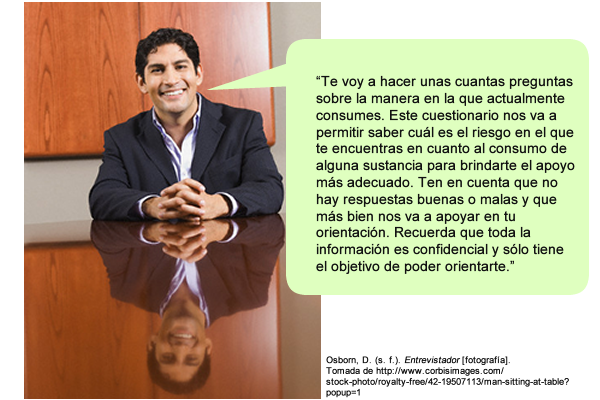 “Te voy a hacer unas cuantas preguntas
sobre la manera en la que actualmente
consumes. Este cuestionario nos va a
permitir saber cuál es el riesgo en el que
te encuentras en cuanto al consumo de
alguna sustancia para brindarte el apoyo
más adecuado. Ten en cuenta que no
hay respuestas buenas o malas y que
más bien nos va a apoyar en tu
orientación. Recuerda que toda la
información es confidencial y sólo tiene
el objetivo de poder orientarte.”
Osborn, D. (s. f.). Entrevistador [fotografía].
Tomada de http://www.corbisimages.com/
stock-photo/royalty-free/42-19507113/man-sitting-at-table?
popup=1